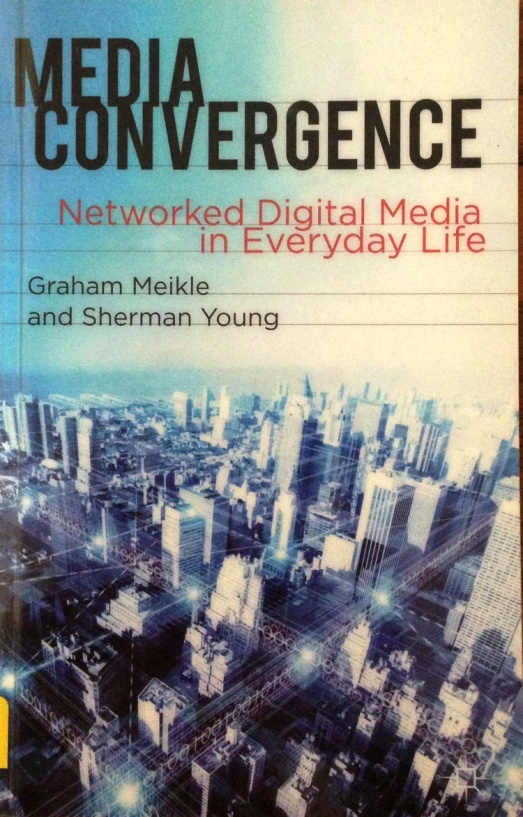 MEDIA
CONVERGENCE
Networked Digital Media
in Everyday Life
Graham Meikle
and Sherman Young